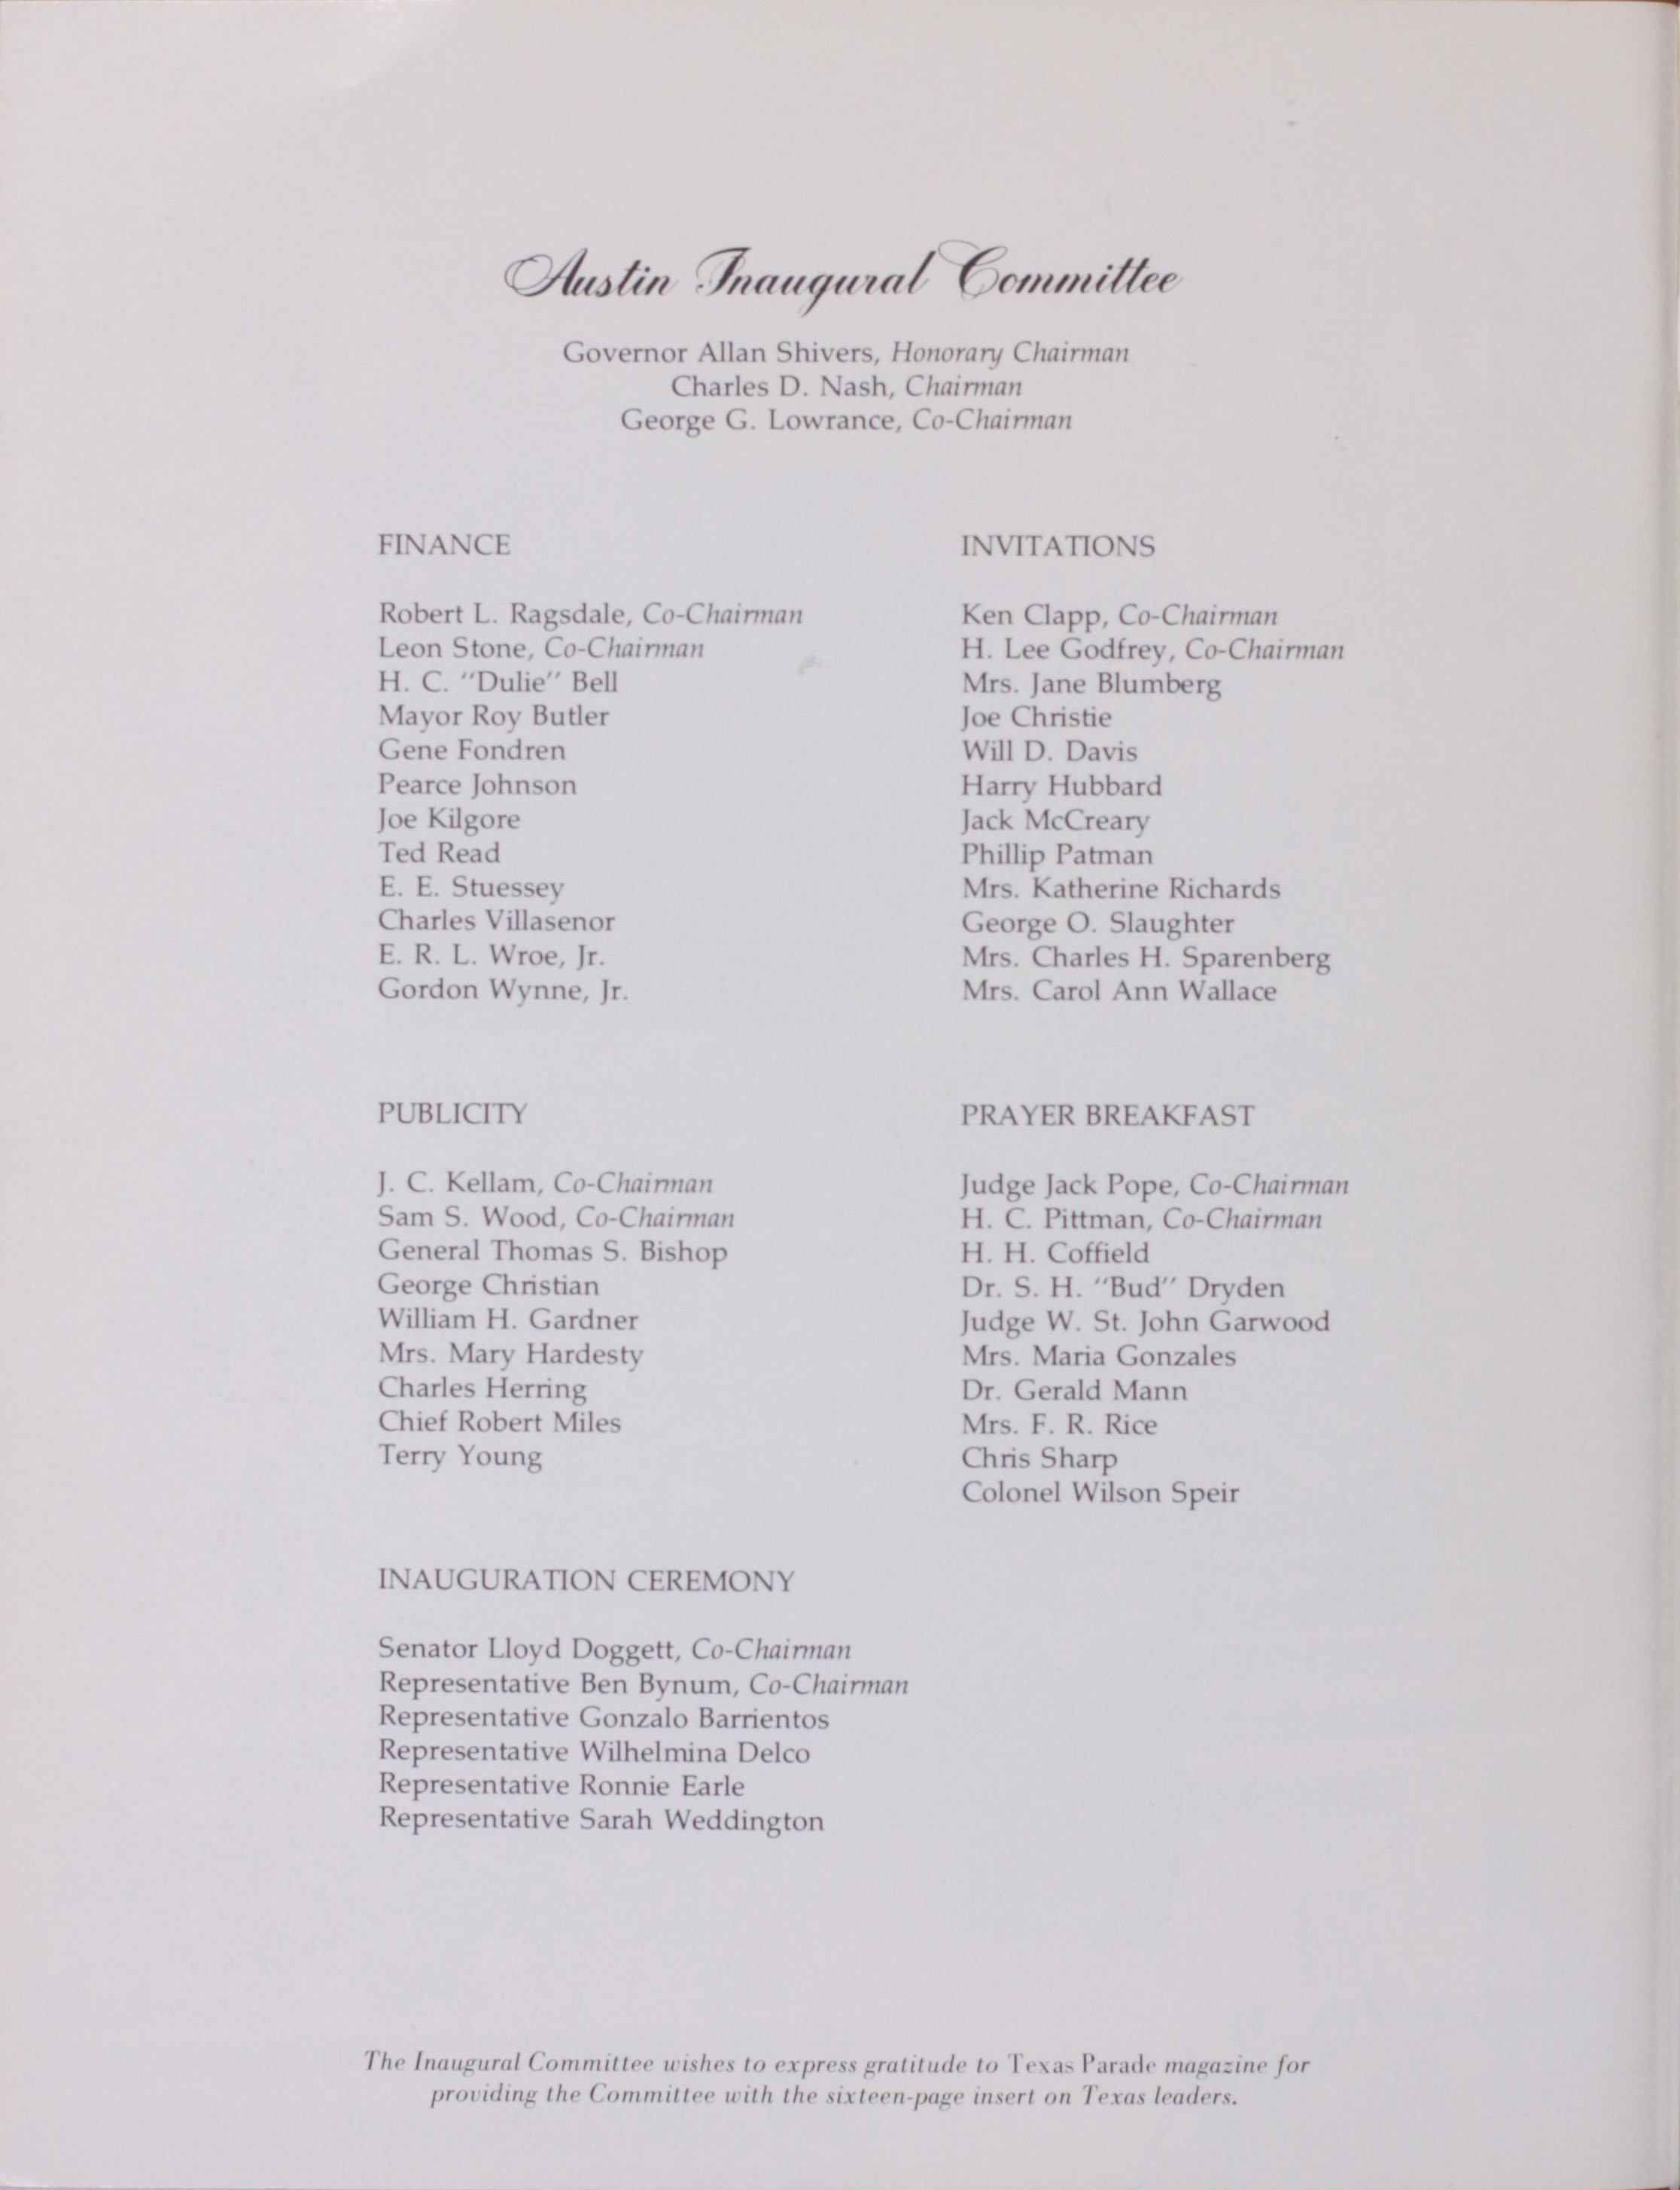 Austin Inaugural Committee
Governor Allan Shivers, Honorary Chairman
Charles D. Nash, Chairman
George G. Lowrance, Co-Chairman
FINANCE
Robert L. Ragsdale, Co-Chairman
Leon Stone, Co-Chairman
H. C. "Dulie" Bell
Mayor Roy Butler
Gene Fondren
Pearce Johnson
Joe Kilgore
Ted Read
E. E. Stuessey
Charles Villasenor
E. R. L. Wroe, Jr.
Gordon Wynne, Jr.
INVITATIONS
Ken Clapp, Co-Chairman
H. Lee Godfrey, Co-Chairman
Mrs. Jane Blumberg
Joe Christie
Will D. Davis
Harry Hubbard
Jack McCreary
Phillip Patman
Mrs. Katherine Richards
George O. Slaughter
Mrs. Charles H. Sparenberg
Mrs. Carol Ann Wallace
PUBLICITY
J. C. Kellam, Co-Chairman
Sam S. Wood, Co-Chairman
General Thomas S. Bishop
George Christian
William H. Gardner
Mrs. Mary Hardesty
Charles Herring
Chief Robert Miles
Terry Young
PRAYER BREAKFAST
Judge Jack Pope, Co-Chairman
H. C. Pittman, Co-Chairman
H. H. Coffield
Dr. S. H. "Bud" Dryden
Judge W. St. John Garwood
Mrs. Maria Gonzales
Dr. Gerald Mann
Mrs. F. R. Rice
Chris Sharp
Colonel Wilson Speir
INAUGURATION CEREMONY
Senator Lloyd Doggett, Co-Chairman
Representative Ben Bynum, Co-Chairman
Representative Gonzalo Barrientos
Representative Wilhelmina Delco
Representative Ronnie Earle
Representative Sarah Weddington
The Inaugural Committee wishes to express gratitude to Texas Parade magazine for
providing the Committee with the sixteen-page insert on Texas leaders.